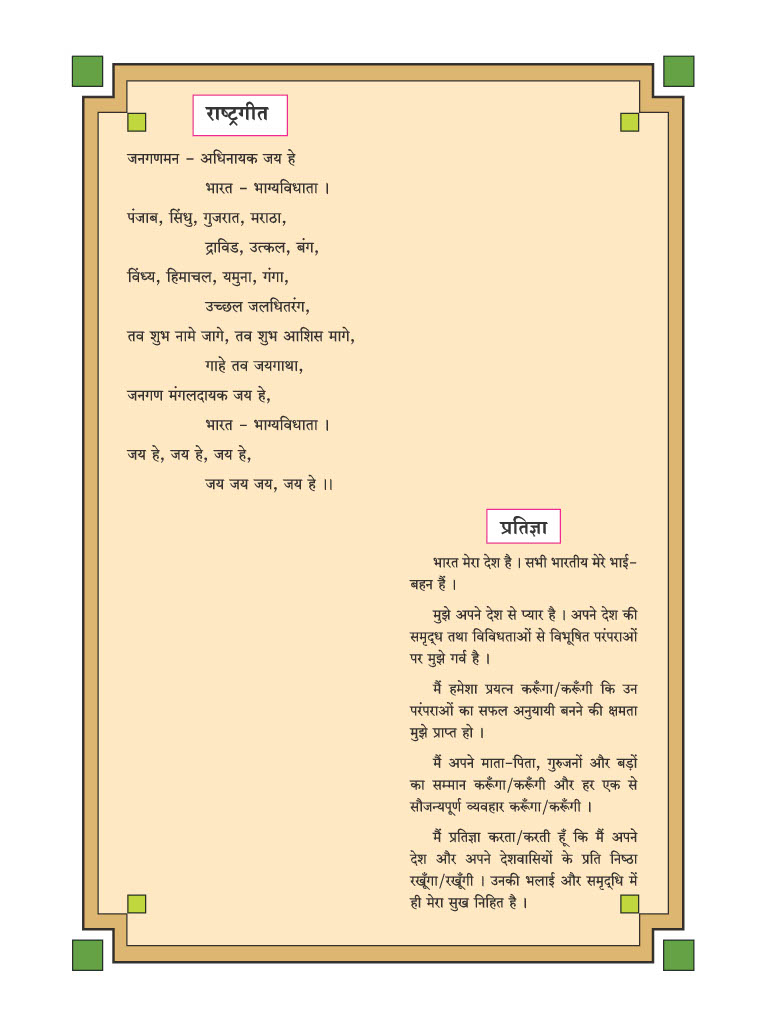 राष्ट्रगीत
जनगणमन – अधिनायक जय हे
भारत – भाग्यविधाता ।
पंजाब, सिंधु, गुजरात, मराठा,
द्राविड, उत्कल, बंग,
विंध्य, हिमाचल, यमुना, गंगा,
उच्छल जलधितरंग,
तव शुभ नामे जागे, तव शुभ आशिस मागे,
गाहे तव जयगाथा,
जनगण मंगलदायक जय हे,
भारत – भाग्यविधाता ।
जय हे, जय हे, जय हे,
जय जय जय, जय हे ।।
प्रतिज्ञा
भारत मेरा देश है । सभी भारतीय मेरे भाई-
बहन हैं ।
मुझे अपने देश से प्यार है । अपने देश की
समृद्ध तथा विविधताओं से विभूषित परंपराओं
पर मुझे गर्व है ।
मैं हमेशा प्रयत्न करूँगा/करूँगी कि उन
परंपराओं का सफल अनुयायी बनने की क्षमता
मुझे प्राप्त हो ।
मैं अपने माता-पिता, गुरुजनों और बड़ों
का सम्मान करूँगा/करूँगी और हर एक से
सौजन्यपूर्ण व्यवहार करूँगा/करूँगी ।
मैं प्रतिज्ञा करता/करती हूँ कि मैं अपने
देश और अपने देशवासियों के प्रति निष्ठा
रखूँगा/रखूँगी । उनकी भलाई और समृद्धि में
ही मेरा सुख निहित है ।